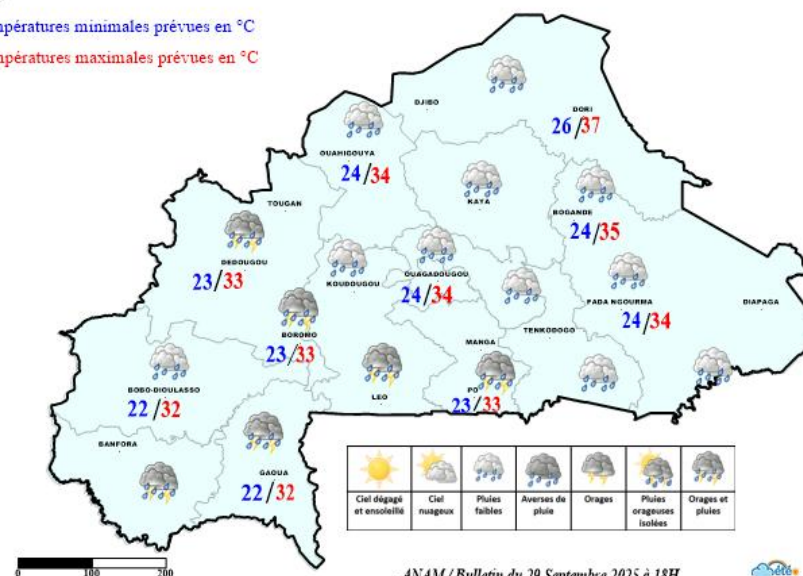 npératures minimales prévues en °C
npératures maximales prévues en °C
DJIBO
DORI
26/37
OUAHIGOUYA
24/34
TOUGAN
KAYA
BOGANDE
24/35
DEDOUGOU
23/33
KOUDOUGOU
OUAGADOUGOU
24/34
FADA NGOURMA
24/34
DIAPAGA
TENKODOGO
BOROMO
23/33
MANGA
PO
23/33
BOBO-DIOULASSO
22/32
LEO
BANFORA
GAOUA
22/32
Ciel dégagé et ensoleillé
Ciel nuageux
Pluies faibles
Averses de pluie
Orages
Pluies orageuses isolées
Orages et pluies
0 100 200
ANAM / Bulletin du 29 Septembre 2025 à 18H
été